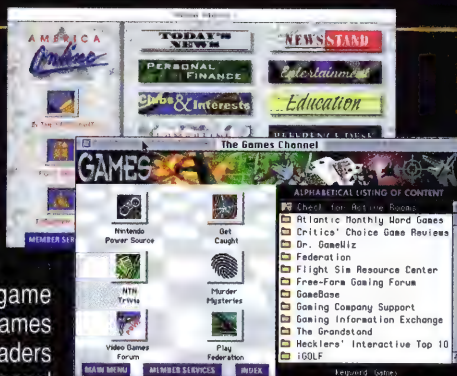 AMERICA
Online
TODAY'S
NEWS
NEWSSTAND
PERSONAL
FINANCE
Entertainment
Clubs & Interests
Education
MEMBER SER
The Games Channel
GAMES
ALPHABETICAL LISTING OF CONTENT
Check for Active Rooms
Atlantic Monthly Word Games
Critics' Choice Game Reviews
Dr. GameWiz
Federation
Flight Sim Resource Center
Free-Form Gaming Forum
GameBase
Gaming Company Support
Gaming Information Exchange
The Grandstand
Hecklers' Interactive Top 10
iGOLF
Nintendo
Power Source
Get
Caught
NTN
Trivia
Murder
Mysteries
Video Games
Forum
Play
Federation
MAIN MENU
MEMBER SERVICES
INDEX
Keyword: Games
game
ames
aders